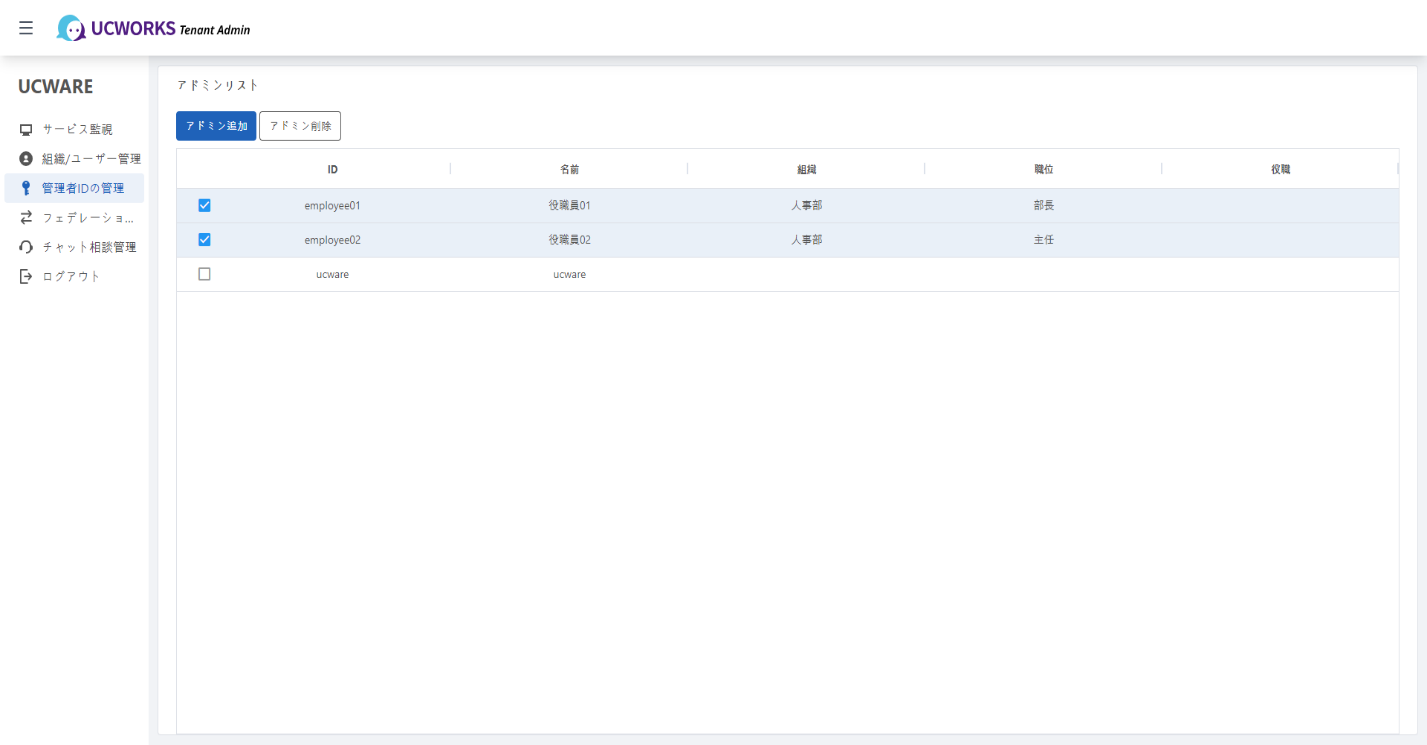 UCWORKS Tenant Admin
UCWARE
サービス監視
組織/ユーザー管理
管理者IDの管理
フェデレーショ...
チャット相談管理
ログアウト
アドミンリスト
アドミン追加 アドミン削除
ID 名前 組織 職位 役職
employee01 役職員01 人事部 部長
employee02 役職員02 人事部 主任
ucware ucware